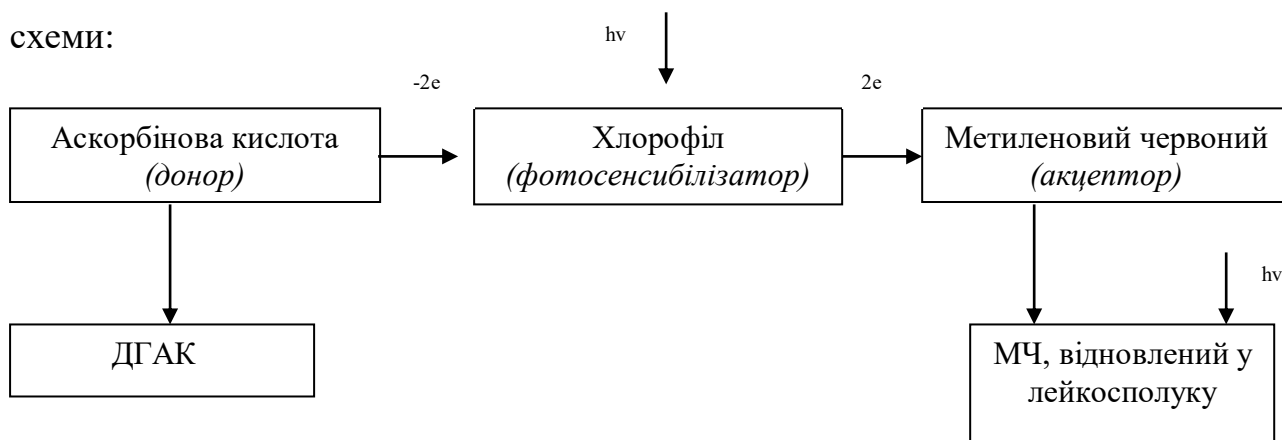 схеми:
hv
-2e
2e
Аскорбінова кислота
(донор)
Хлорофіл
(фотосенсибілізатор)
Метиленовий червоний
(акцептор)
hv
ДГАК
МЧ, відновлений у
лейкосполуку